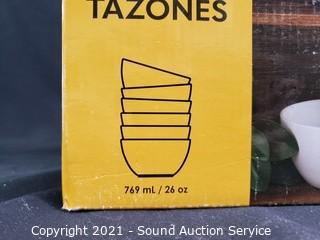 TAZONES
769 mL / 26 oz
Copyright 2021 - Sound Auction Service